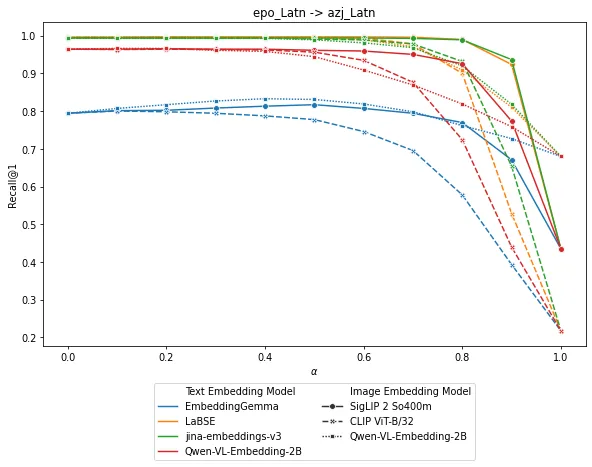 epo_Latn -> azj_Latn
Recall@1
1.0
0.9
0.8
0.7
0.6
0.5
0.4
0.3
0.2
0.0 0.2 0.4 0.6 0.8 1.0
α
Text Embedding Model
EmbeddingGemma
LaBSE
jina-embeddings-v3
Qwen-VL-Embedding-2B
Image Embedding Model
SigLIP 2 So400m
CLIP ViT-B/32
Qwen-VL-Embedding-2B